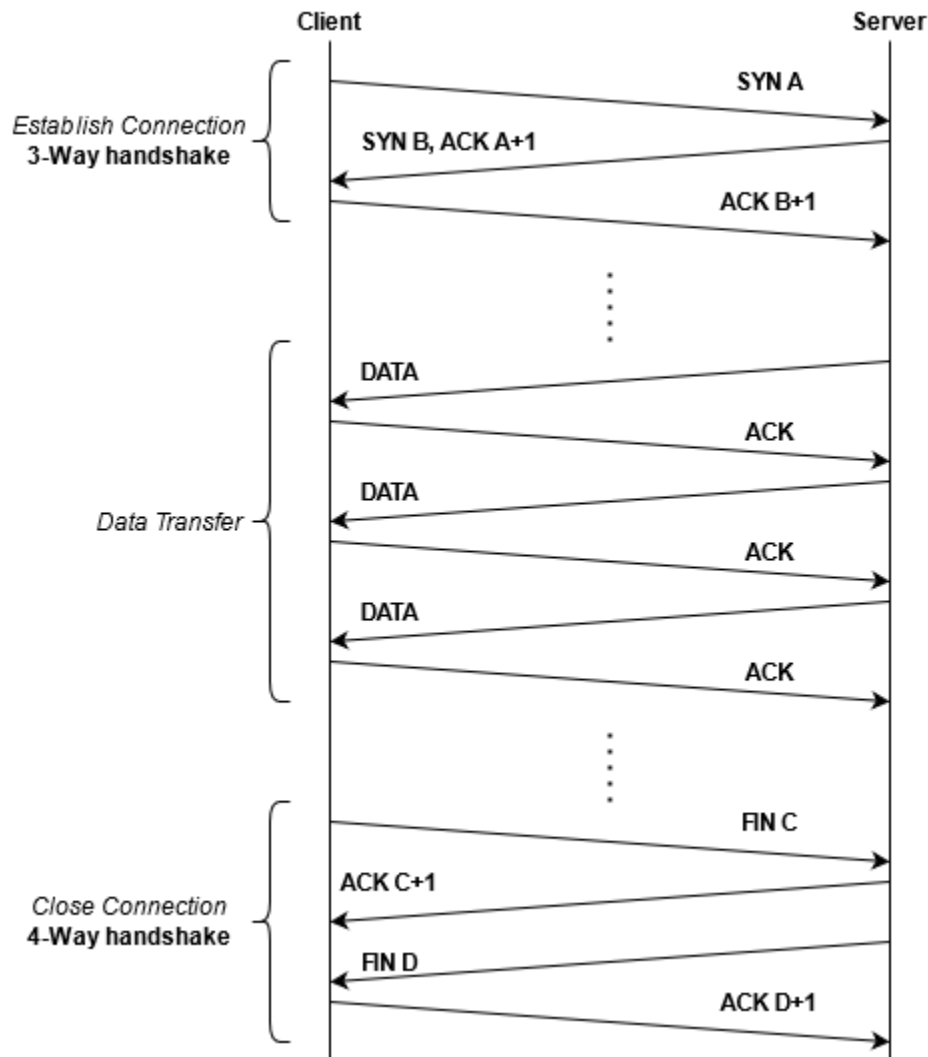 Client
Server
SYN A
Establish Connection
3-Way handshake
SYN B, ACK A+1
ACK B+1
DATA
ACK
DATA
Data Transfer
ACK
DATA
ACK
FIN C
ACK C+1
Close Connection
4-Way handshake
FIN D
ACK D+1